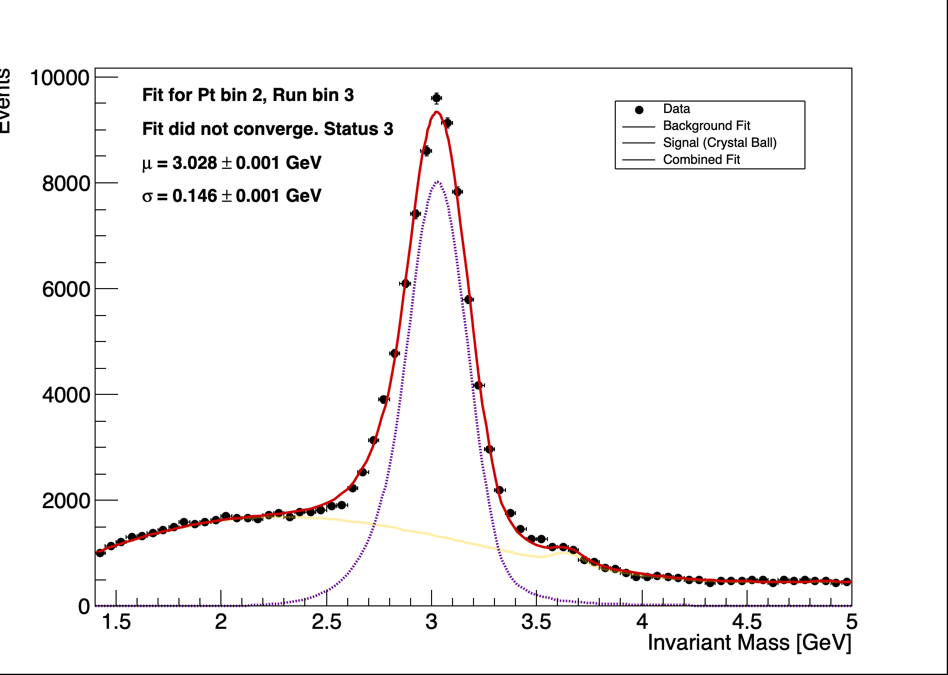 Events
10000
8000
6000
4000
2000
0
Fit for Pt bin 2, Run bin 3
Fit did not converge. Status 3
μ = 3.028 ± 0.001 GeV
σ = 0.146 ± 0.001 GeV
Data
Background Fit
Signal (Crystal Ball)
Combined Fit
1.5 2 2.5 3 3.5 4 4.5 5
Invariant Mass [GeV]